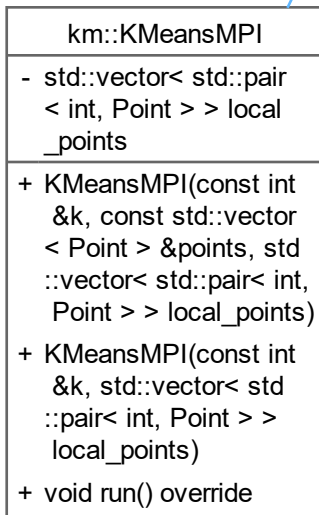 km::KMeansMPI
- std::vector< std::pair
< int, Point > > local
_points
+ KMeansMPI(const int
&k, const std::vector
< Point > &points, std
::vector< std::pair< int,
Point > > local_points)
+ KMeansMPI(const int
&k, std::vector< std
::pair< int, Point > >
local_points)
+ void run() override